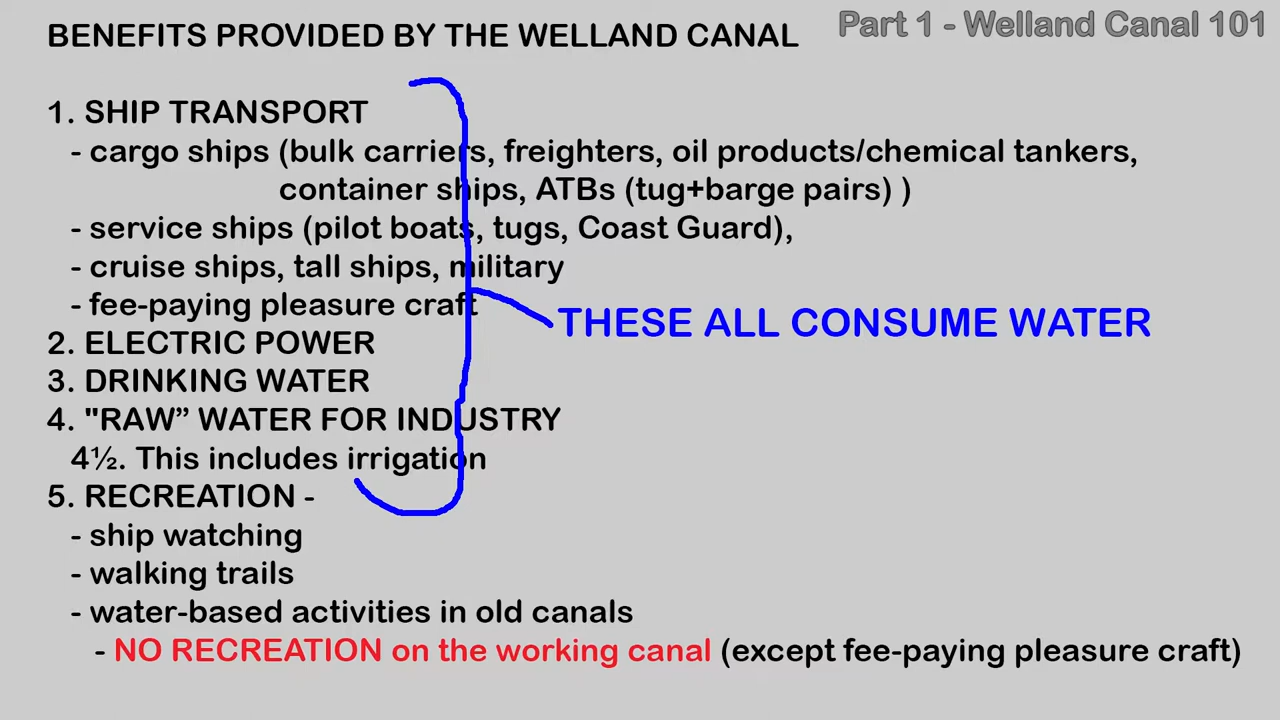 Part 1 - Welland Canal 101
BENEFITS PROVIDED BY THE WELLAND CANAL
1. SHIP TRANSPORT
- cargo ships (bulk carriers, freighters, oil products/chemical tankers,
container ships, ATBs (tug+barge pairs) )
- service ships (pilot boats, tugs, Coast Guard),
- cruise ships, tall ships, military
- fee-paying pleasure craft
THESE ALL CONSUME WATER
2. ELECTRIC POWER
3. DRINKING WATER
4. "RAW” WATER FOR INDUSTRY
4½. This includes irrigation
5. RECREATION -
- ship watching
- walking trails
- water-based activities in old canals
- NO RECREATION on the working canal (except fee-paying pleasure craft)